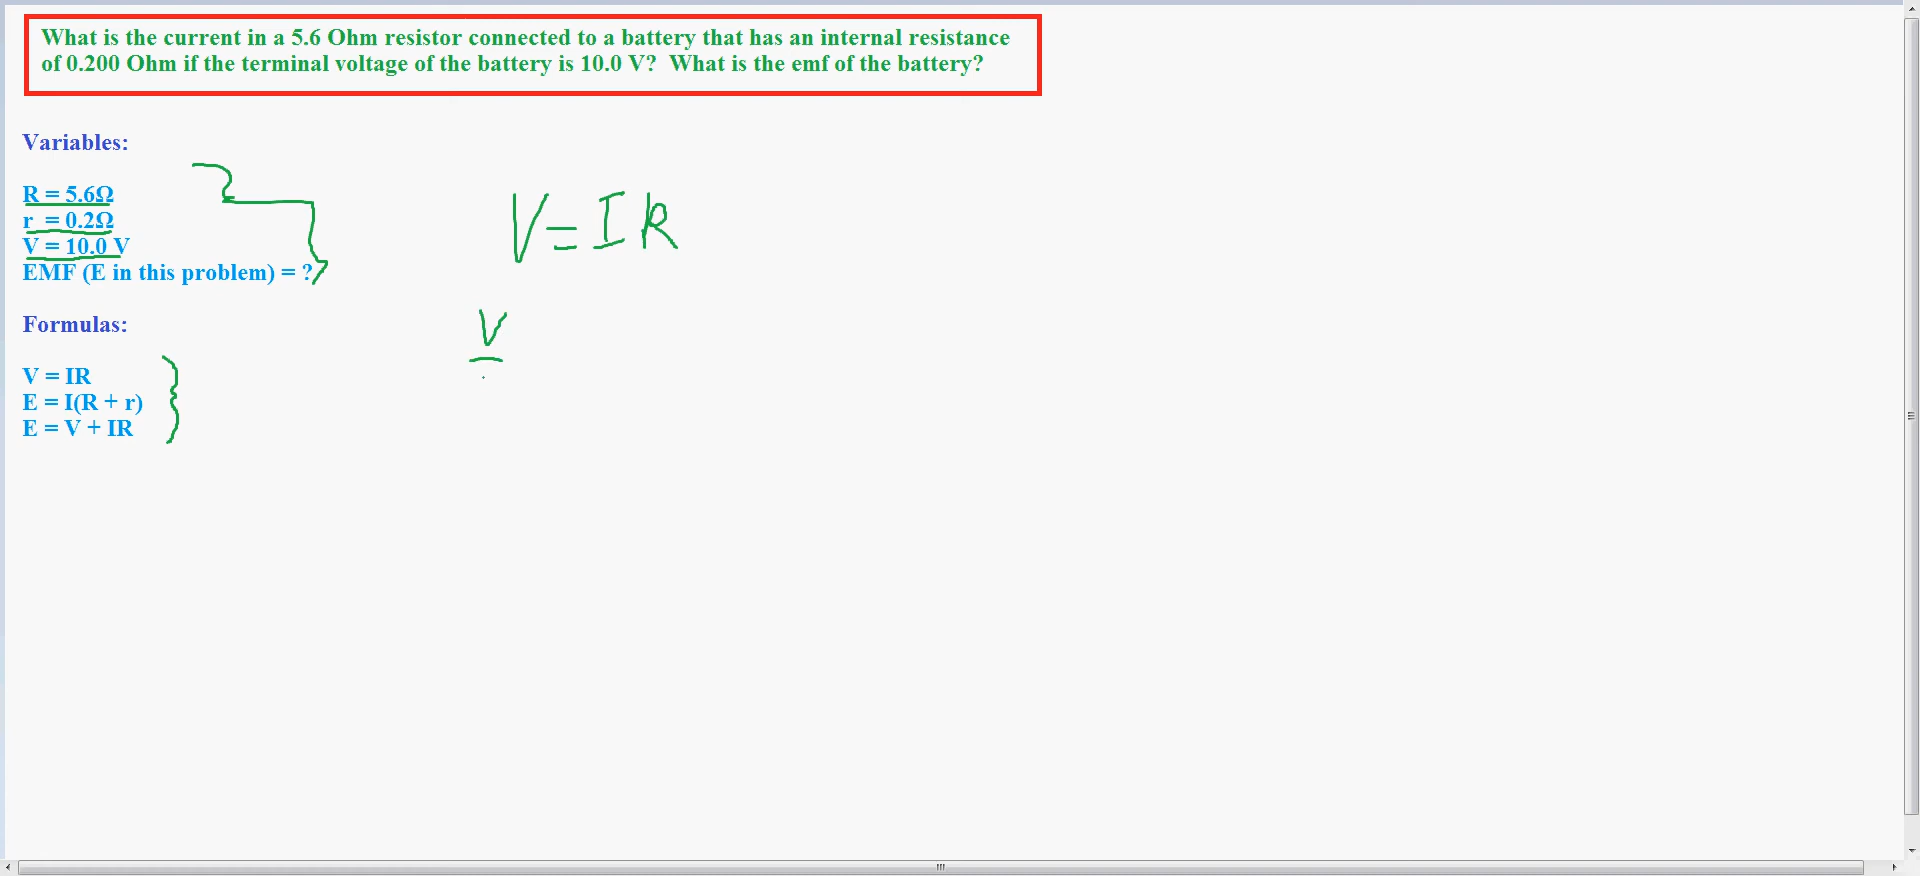 What is the current in a 5.6 Ohm resistor connected to a battery that has an internal resistance
of 0.200 Ohm if the terminal voltage of the battery is 10.0 V?  What is the emf of the battery?
Variables:
R = 5.6Ω
r  = 0.2Ω
V = 10.0 V
EMF (E in this problem) = ?
Formulas:
V = IR
E = I(R + r)
E = V + IR
V = I R
V